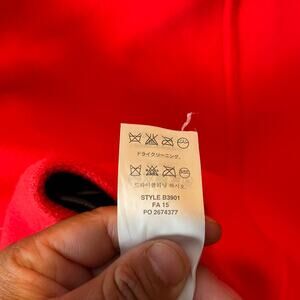 ドライクリーニング.
드라이클리닝 하시오.
STYLE B3901
FA 15
PO 2674377